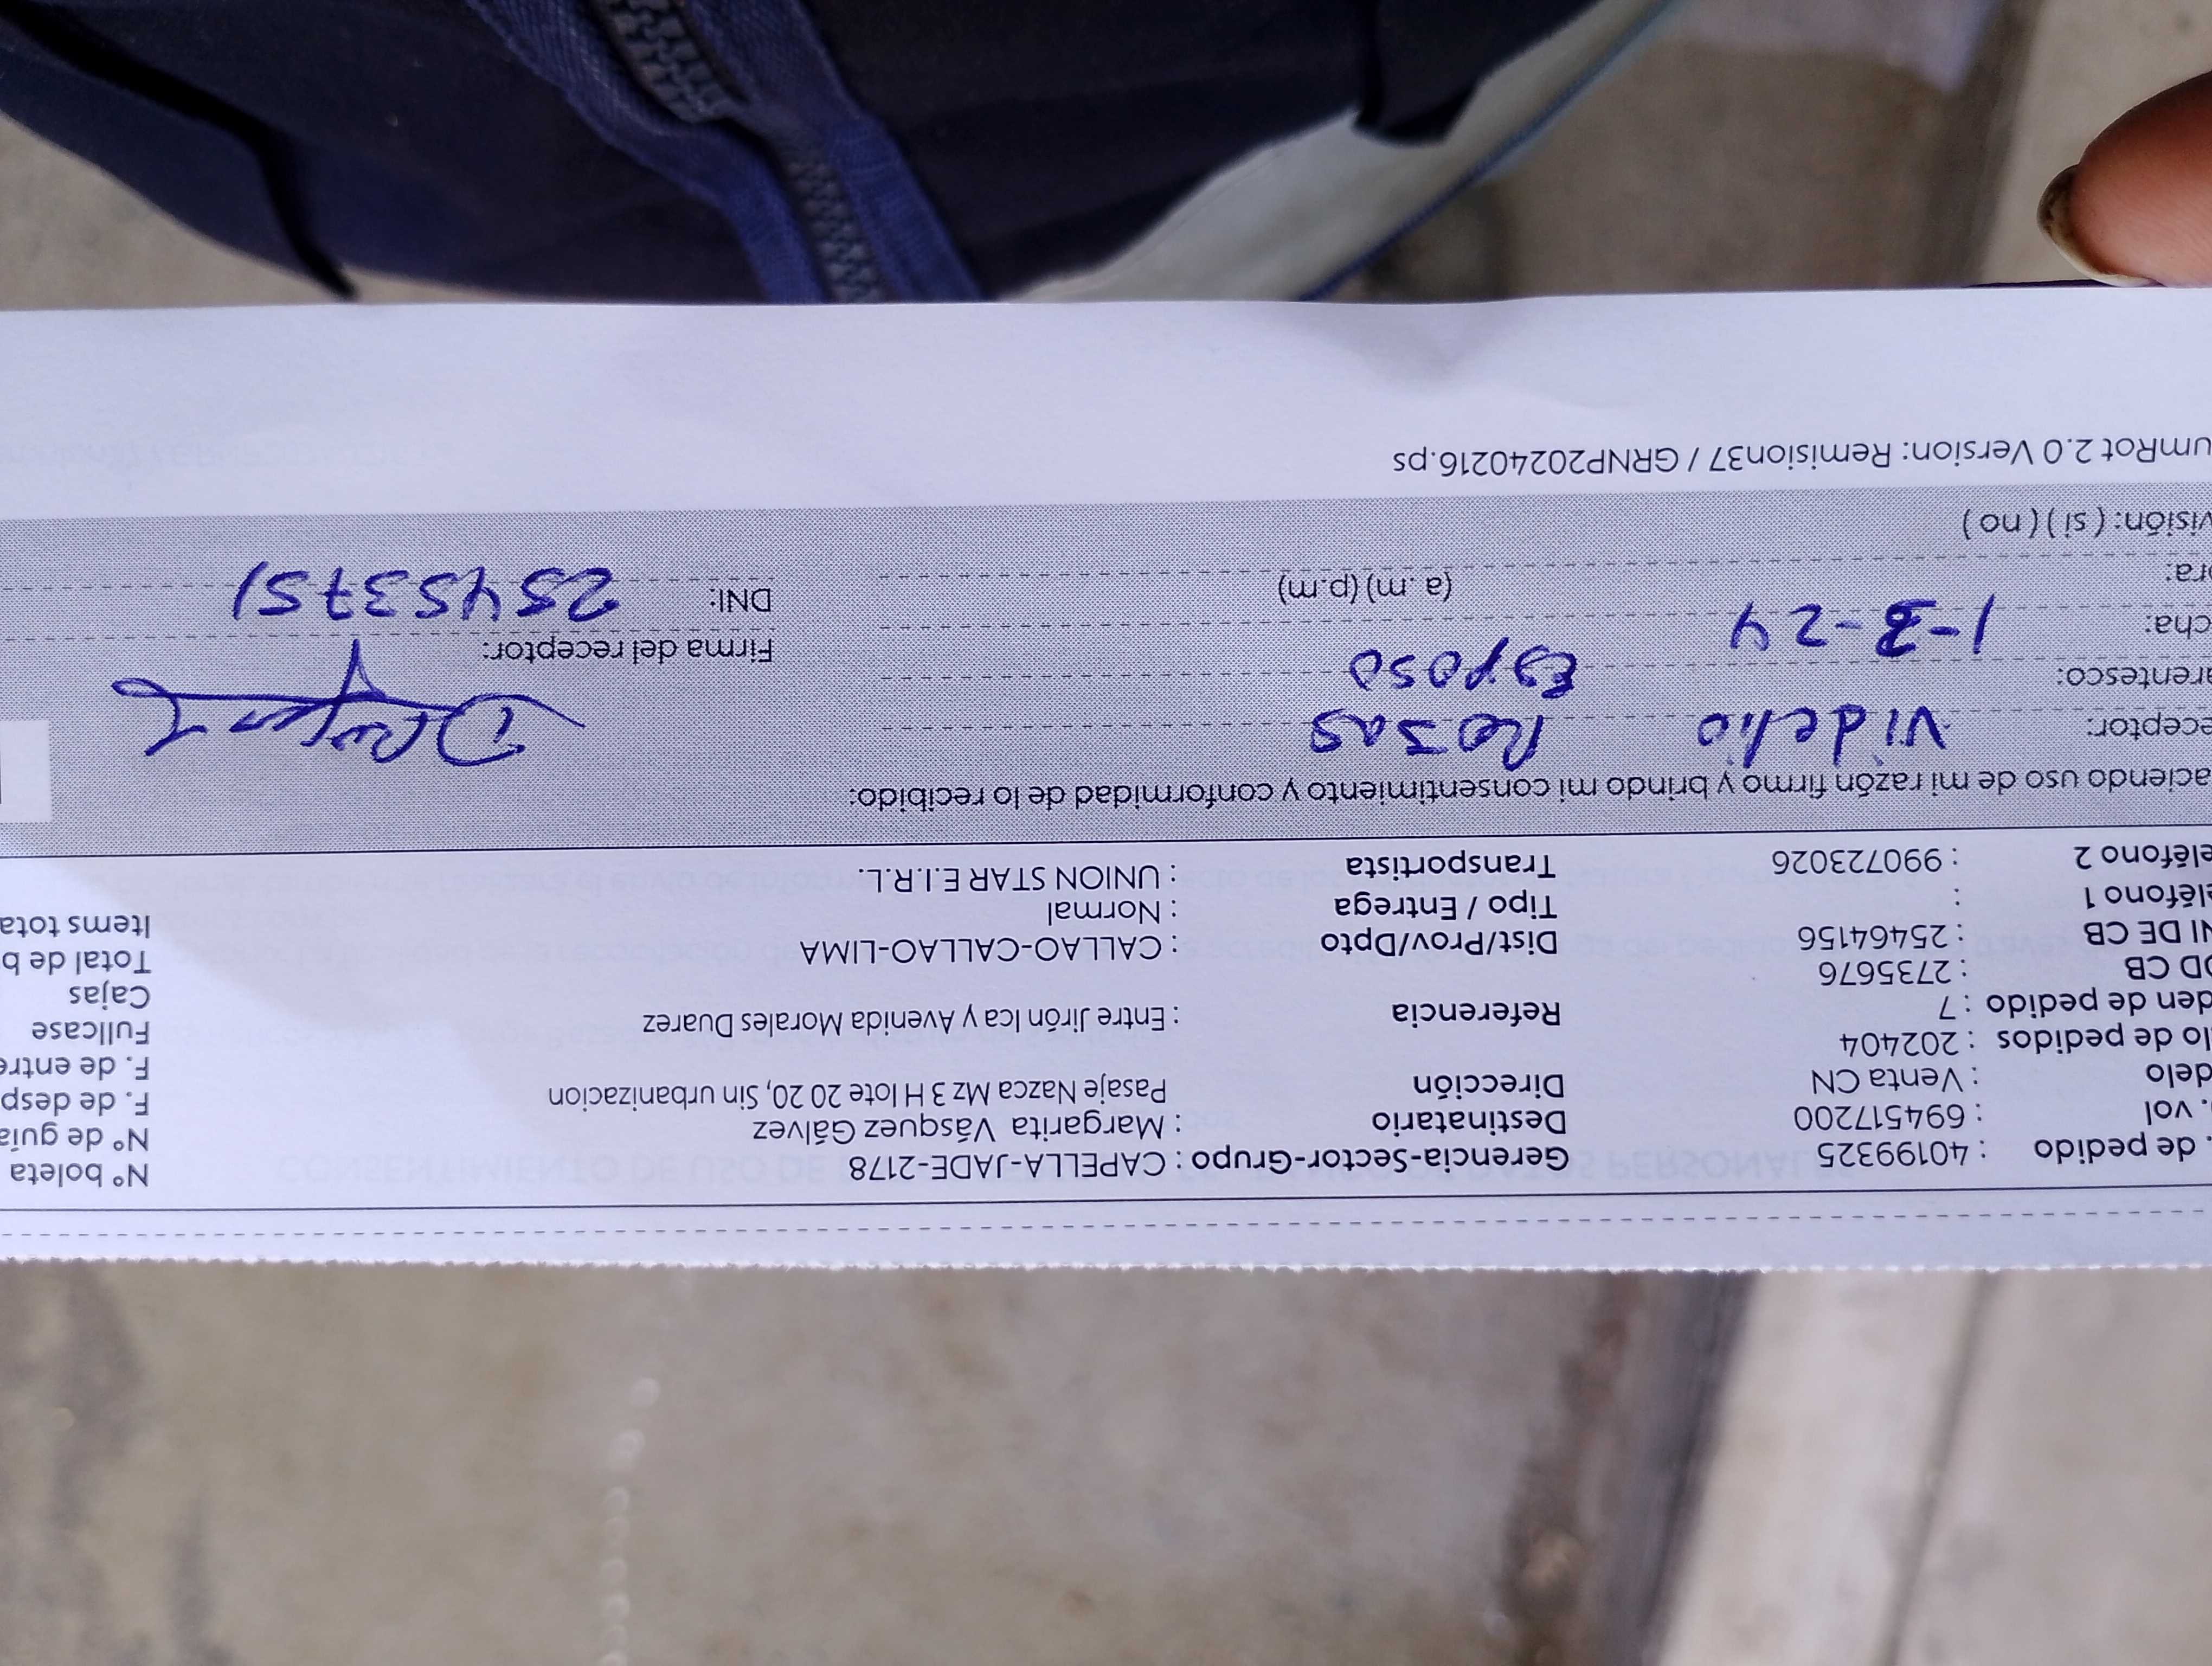 . de pedido : 40199325 Gerencia-Sector-Grupo : CAPELLA-JADE-2178 Nº boleta
. vol : 694517200 Destinatario : Margarita Vásquez Gálvez Nº de guía
delo : Venta CN Dirección Pasaje Nazca Mz 3 H lote 20 20, Sin urbanizacion F. de desp
lo de pedidos : 202404 F. de entre
den de pedido : 7 Referencia : Entre Jirón Ica y Avenida Morales Duarez Fullcase
OD CB : 2735676 Cajas
NI DE CB : 25464156 Dist/Prov/Dpto : CALLAO-CALLAO-LIMA Total de b
eléfono 1 : Tipo / Entrega : Normal Items tota
eléfono 2 : 990723026 Transportista : UNION STAR E.I.R.L.
aciendo uso de mi razón firmo y brindo mi consentimiento y conformidad de lo recibido:
eceptor: Videlio Rosas
arentesco: Esposo Firma del receptor:
cha: 1-3-24
ora: (a. m) (p.m) DNI: 25453751
visión: ( si ) ( no )
umRot 2.0 Version: Remision37 / GRNP20240216.ps